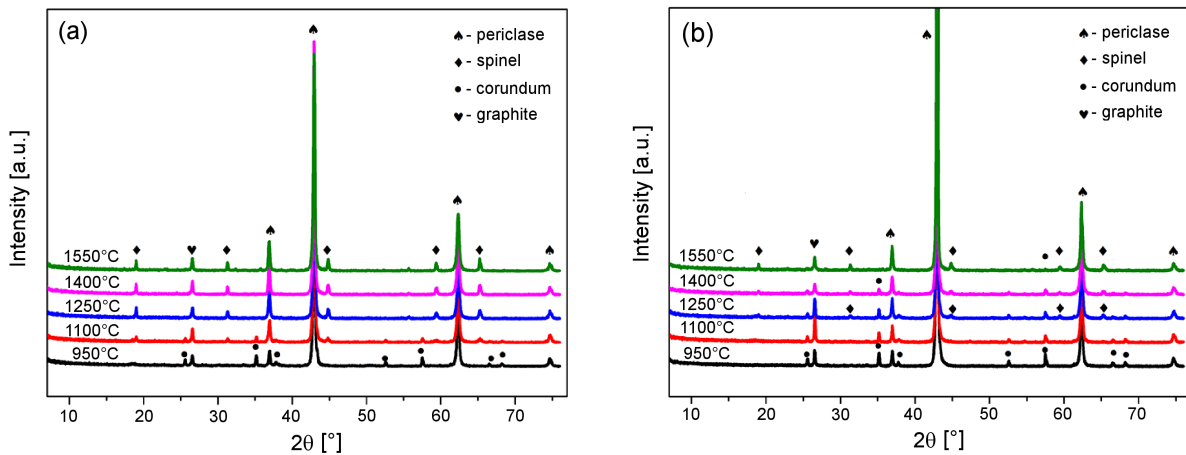 (a)
♠ - periclase
♦ - spinel
● - corundum
♥ - graphite
Intensity [a.u.]
1550°C
1400°C
1250°C
1100°C
950°C
10 20 30 40 50 60 70
2θ [°]
(b)
♠ - periclase
♦ - spinel
● - corundum
♥ - graphite
Intensity [a.u.]
1550°C
1400°C
1250°C
1100°C
950°C
10 20 30 40 50 60 70
2θ [°]